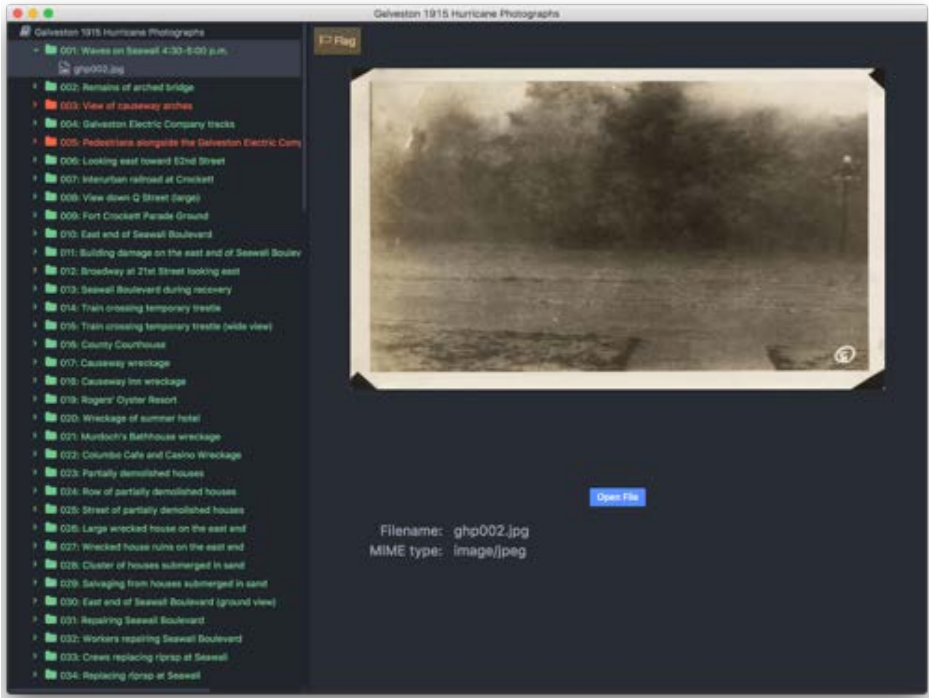 Galveston 1915 Hurricane Photographs
Galveston 1915 Hurricane Photographs
001: Waves on Seawall 4:30-5:00 p.m.
ghp002.jpg
002: Remains of arched bridge
003: View of causeway arches
004: Galveston Electric Company tracks
005: Pedestrians alongside the Galveston Electric Comp
006: Looking east toward 52nd Street
007: Interurban railroad at Crockett
008: View down Q Street (large)
009: Fort Crockett Parade Ground
010: East end of Seawall Boulevard
011: Building damage on the east end of Seawall Boulev
012: Broadway at 21st Street looking east
013: Seawall Boulevard during recovery
014: Train crossing temporary trestle
015: Train crossing temporary trestle (wide view)
016: County Courthouse
017: Causeway wreckage
018: Causeway Inn wreckage
019: Rogers' Oyster Resort
020: Wreckage of summer hotel
021: Murdoch's Bathhouse wreckage
022: Columbo Cafe and Casino Wreckage
023: Partially demolished houses
024: Row of partially demolished houses
025: Street of partially demolished houses
026: Large wrecked house on the east end
027: Wrecked house ruins on the east end
028: Cluster of houses submerged in sand
029: Salvaging from houses submerged in sand
030: East end of Seawall Boulevard (ground view)
031: Repairing Seawall Boulevard
032: Workers repairing Seawall Boulevard
033: Crews replacing riprap at Seawall
034: Replacing riprap at Seawall
Flag
Open File
Filename: ghp002.jpg
MIME type: image/jpeg